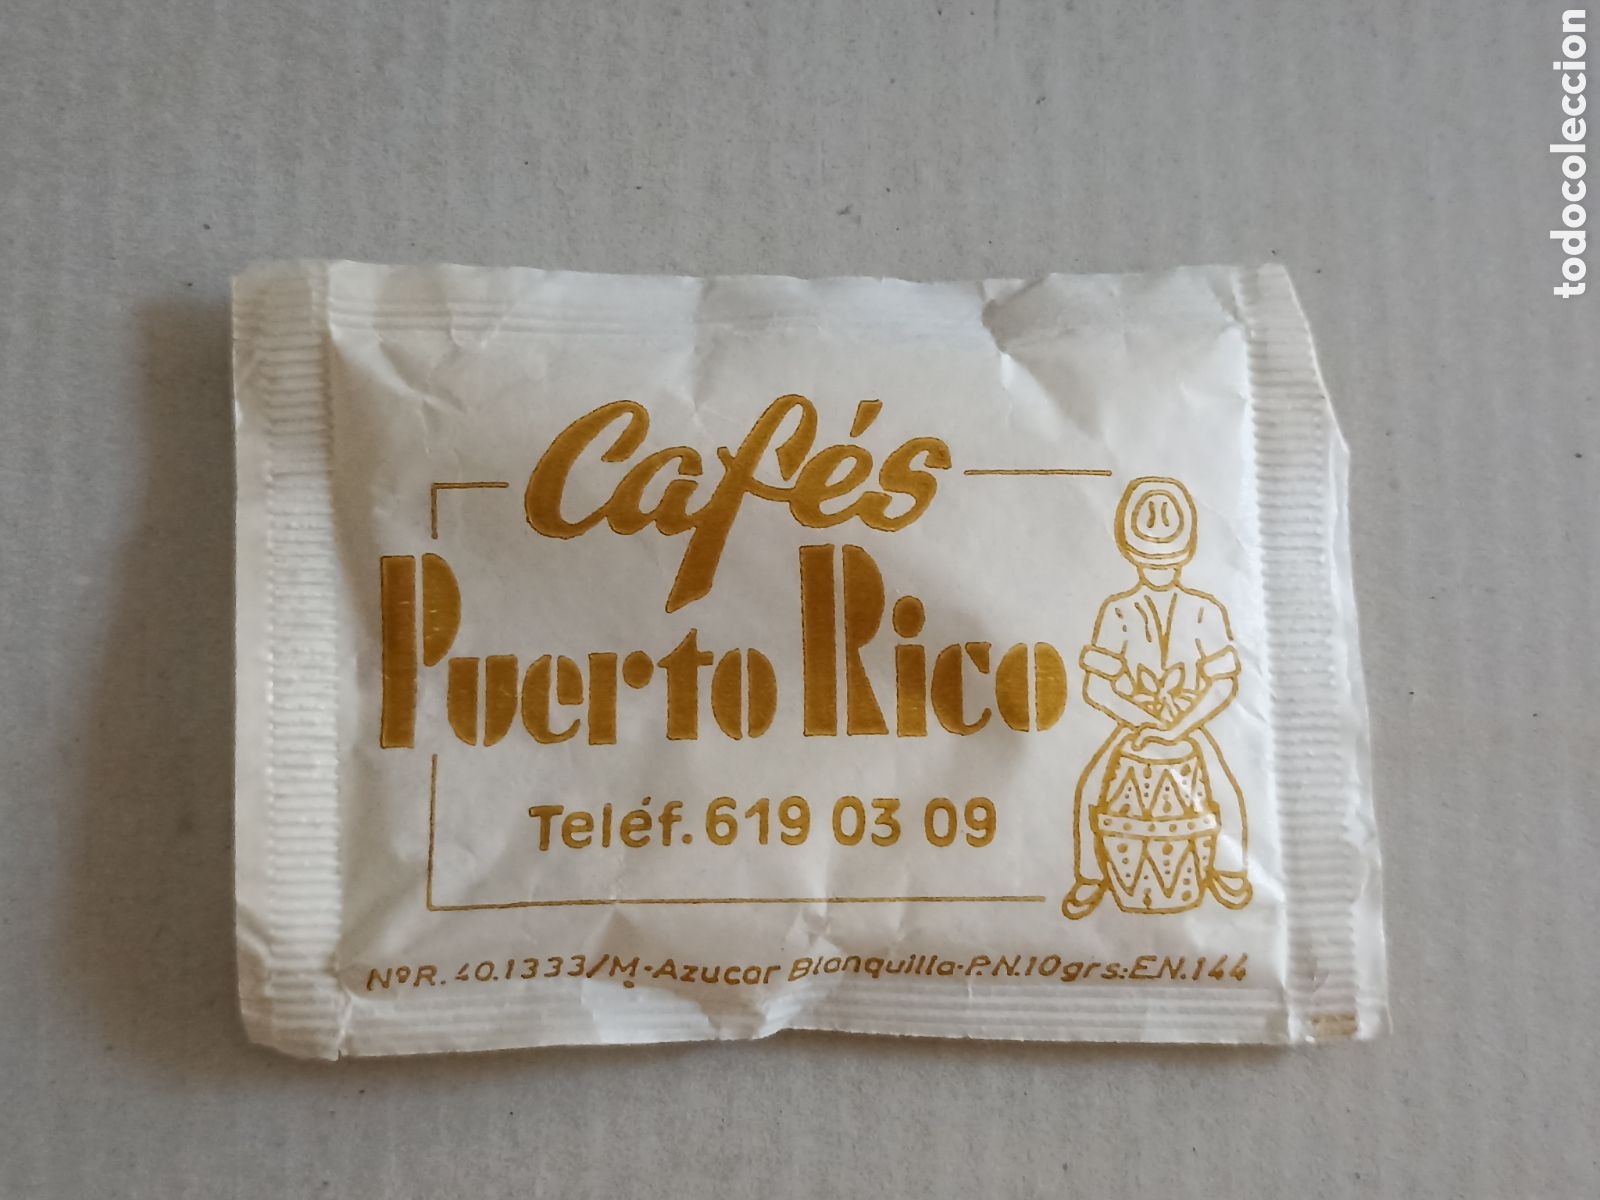 Cafés
Puerto Rico
Teléf. 619 03 09
NºR. 40.1333/M-Azucar Blanquilla-P.N.10grs:E.N.144
todocoleccion